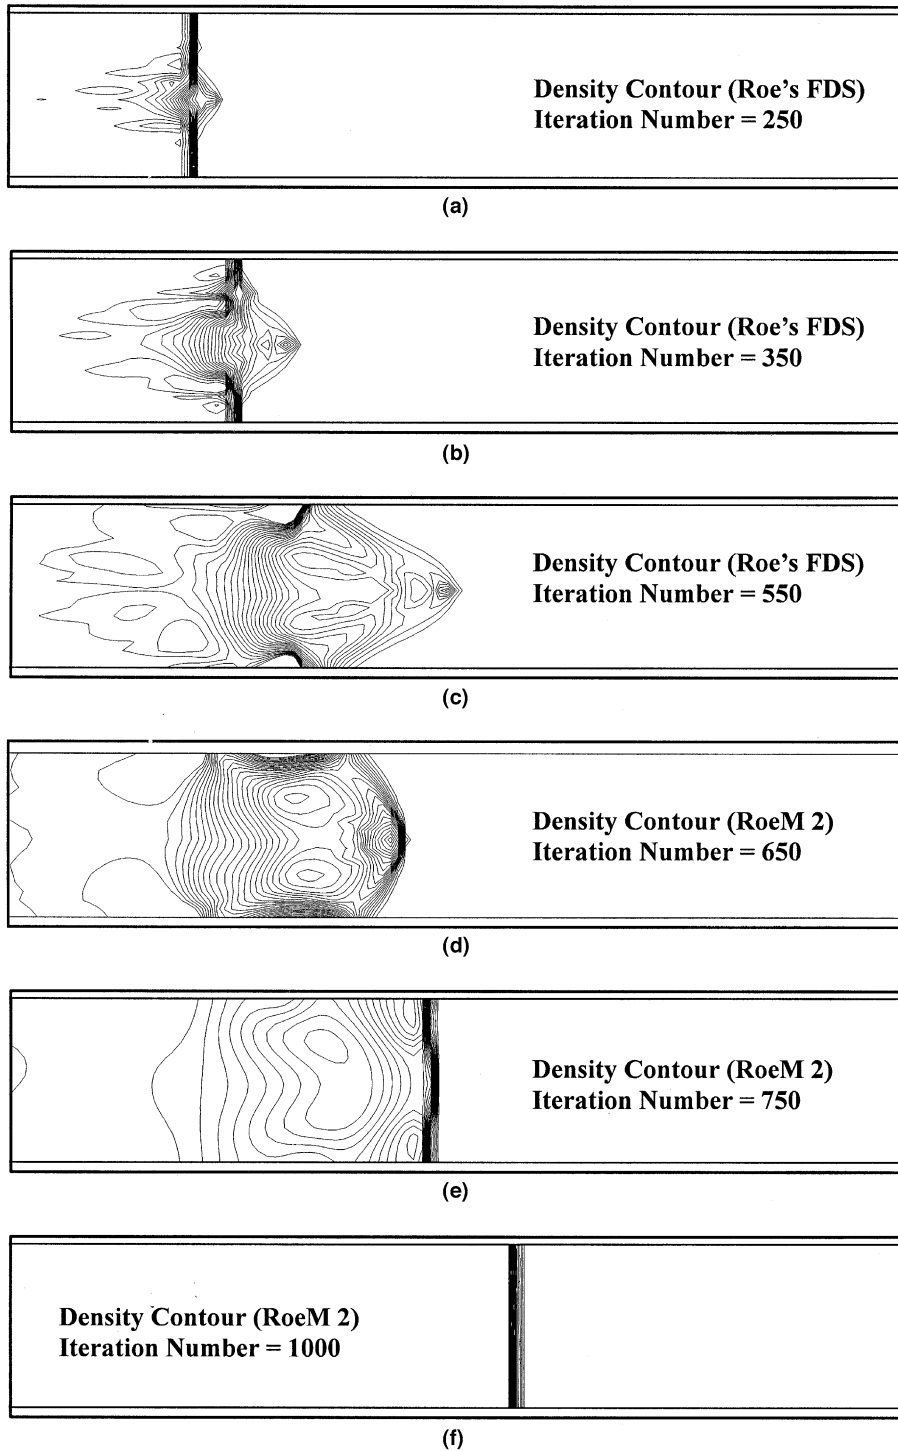 Density Contour (Roe's FDS)
Iteration Number = 250
(a)
Density Contour (Roe's FDS)
Iteration Number = 350
(b)
Density Contour (Roe's FDS)
Iteration Number = 550
(c)
Density Contour (RoeM 2)
Iteration Number = 650
(d)
Density Contour (RoeM 2)
Iteration Number = 750
(e)
Density Contour (RoeM 2)
Iteration Number = 1000
(f)